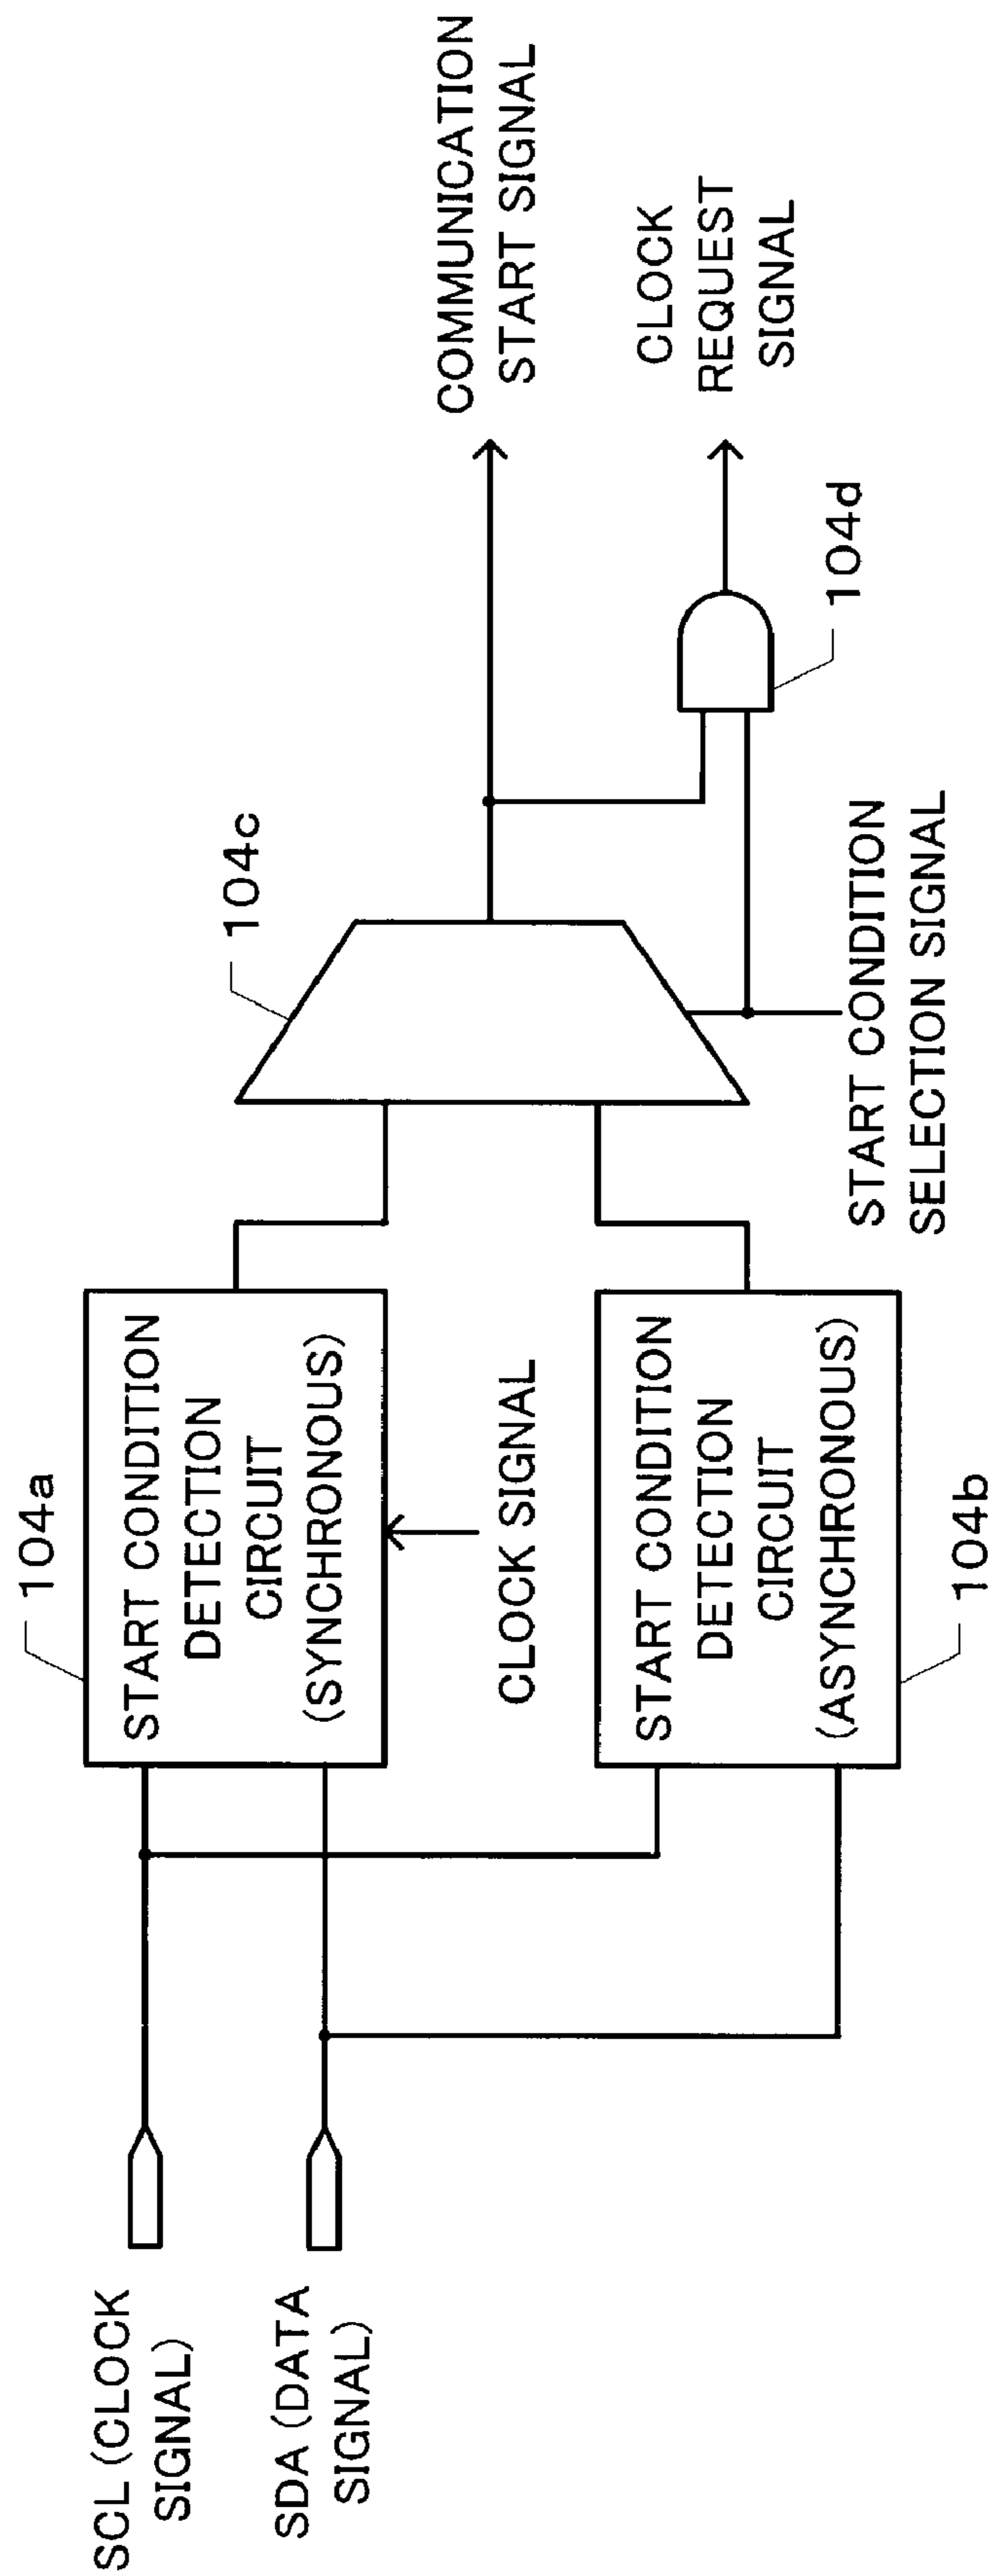 SCL (CLOCK
SIGNAL)
SDA (DATA
SIGNAL)
104a
START CONDITION
DETECTION
CIRCUIT
(SYNCHRONOUS)
CLOCK SIGNAL
START CONDITION
DETECTION
CIRCUIT
(ASYNCHRONOUS)
104b
104c
START CONDITION
SELECTION SIGNAL
104d
COMMUNICATION
START SIGNAL
CLOCK
REQUEST
SIGNAL